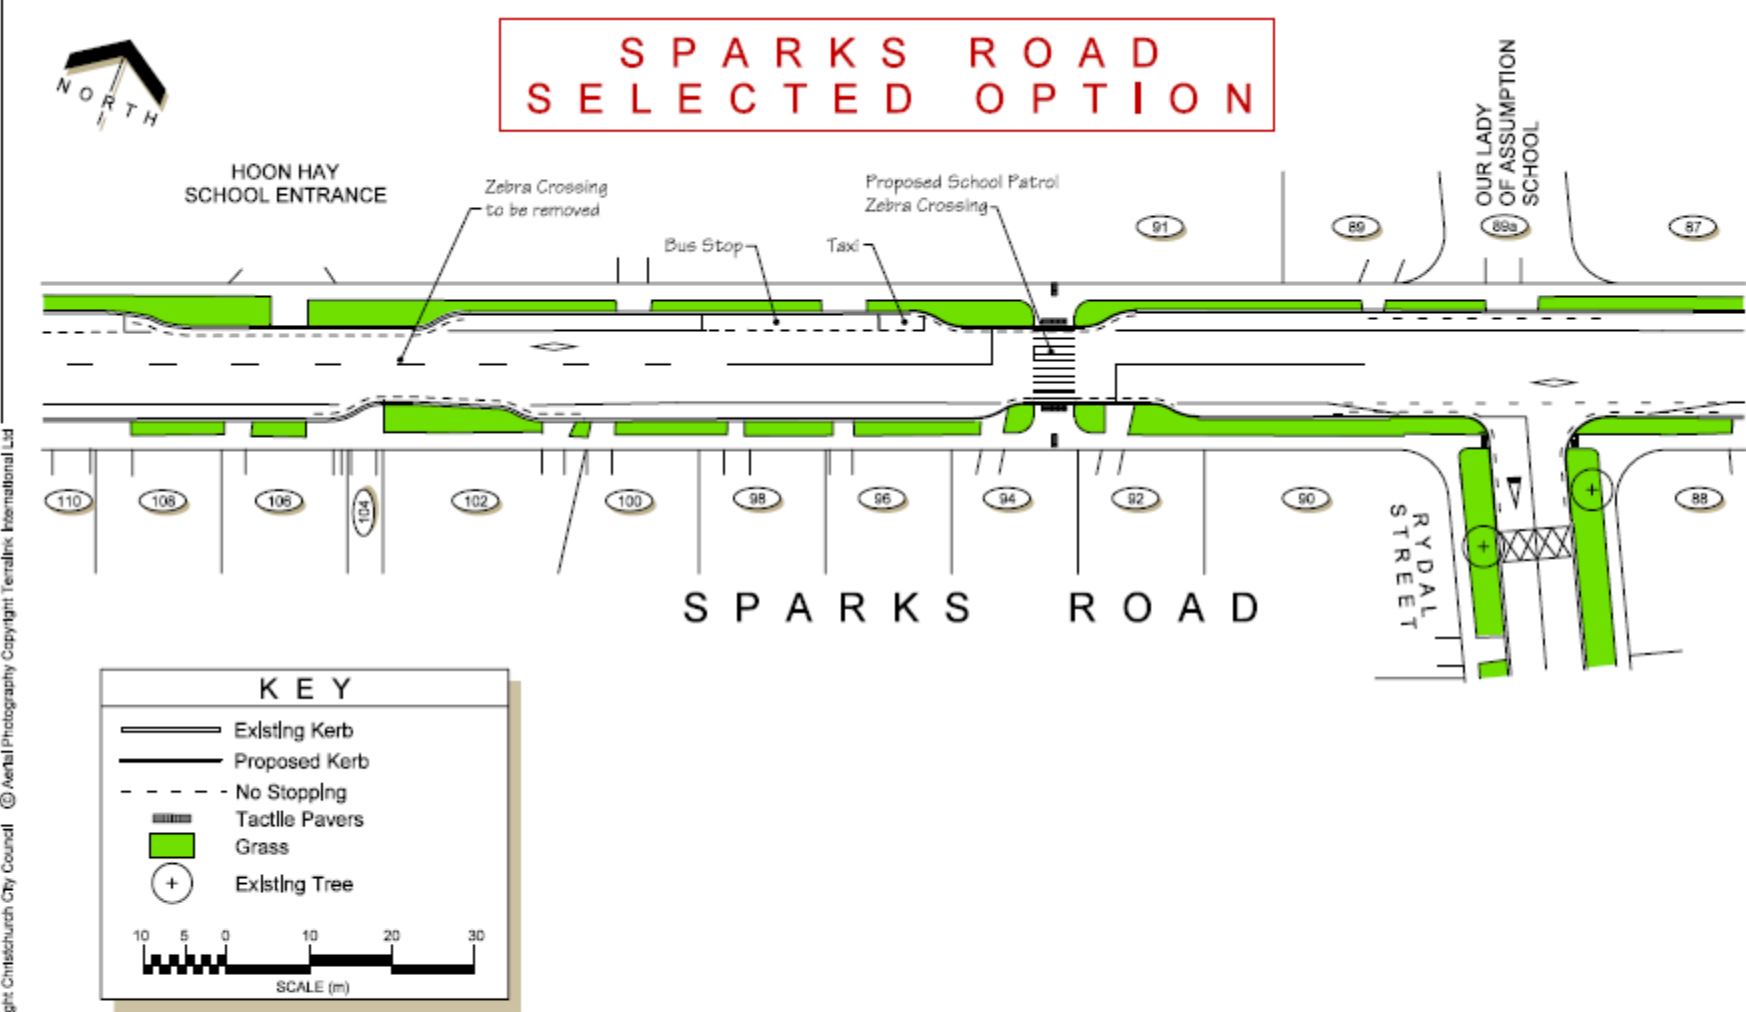 SPARKS ROAD
SELECTED OPTION
NORTH
HOON HAY
SCHOOL ENTRANCE
Zebra Crossing
to be removed
Bus Stop
Taxi
Proposed School Patrol
Zebra Crossing
OUR LADY
OF ASSUMPTION
SCHOOL
91
89
89a
87
110
108
106
104
102
100
98
96
94
92
90
88
RYDAL
STREET
SPARKS ROAD
KEY
Existing Kerb
Proposed Kerb
No Stopping
Tactile Pavers
Grass
Existing Tree
10 5 0 10 20 30
SCALE (m)
ght Christchurch City Council © Aerial Photography Copyright Terralink International Ltd